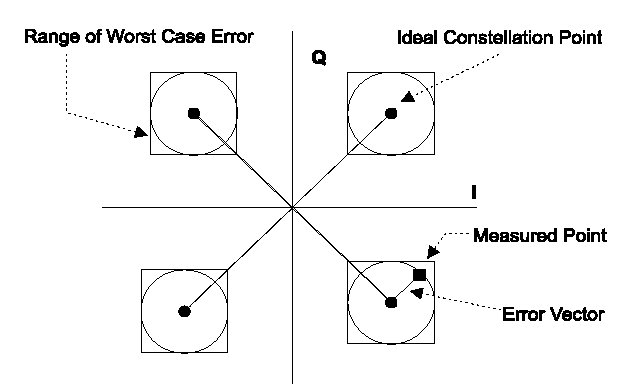 Range of Worst Case Error
Ideal Constellation Point
Q
I
Measured Point
Error Vector